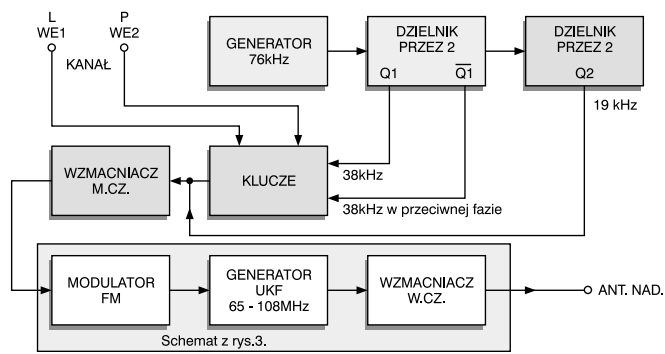 L
WE1
P
WE2
KANAŁ
GENERATOR
76kHz
DZIELNIK
PRZEZ 2
Q1
Q1
DZIELNIK
PRZEZ 2
Q2
19 kHz
WZMACNIACZ
M.CZ.
KLUCZE
38kHz
38kHz w przeciwnej fazie
MODULATOR
FM
GENERATOR
UKF
65 - 108MHz
WZMACNIACZ
W.CZ.
ANT. NAD.
Schemat z rys.3.